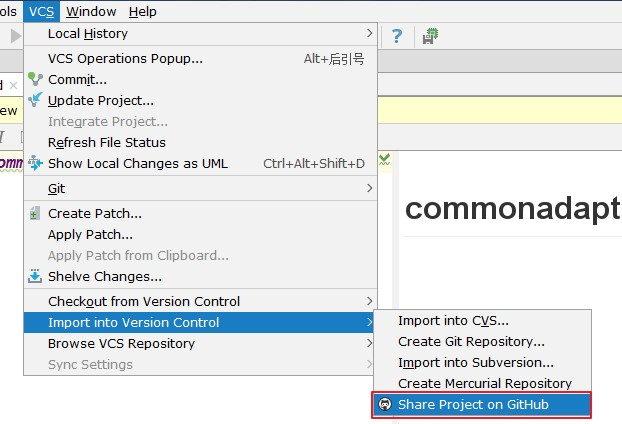 ols VCS Window Help
Local History
VCS Operations Popup... Alt+后引号
Commit...
Update Project...
Integrate Project...
Refresh File Status
Show Local Changes as UML Ctrl+Alt+Shift+D
Git
Create Patch...
Apply Patch...
Apply Patch from Clipboard...
Shelve Changes...
Checkout from Version Control
Import into Version Control
Browse VCS Repository
Sync Settings
Import into CVS...
Create Git Repository...
Import into Subversion...
Create Mercurial Repository
Share Project on GitHub
?
d
ew
I
omm
commonadapt